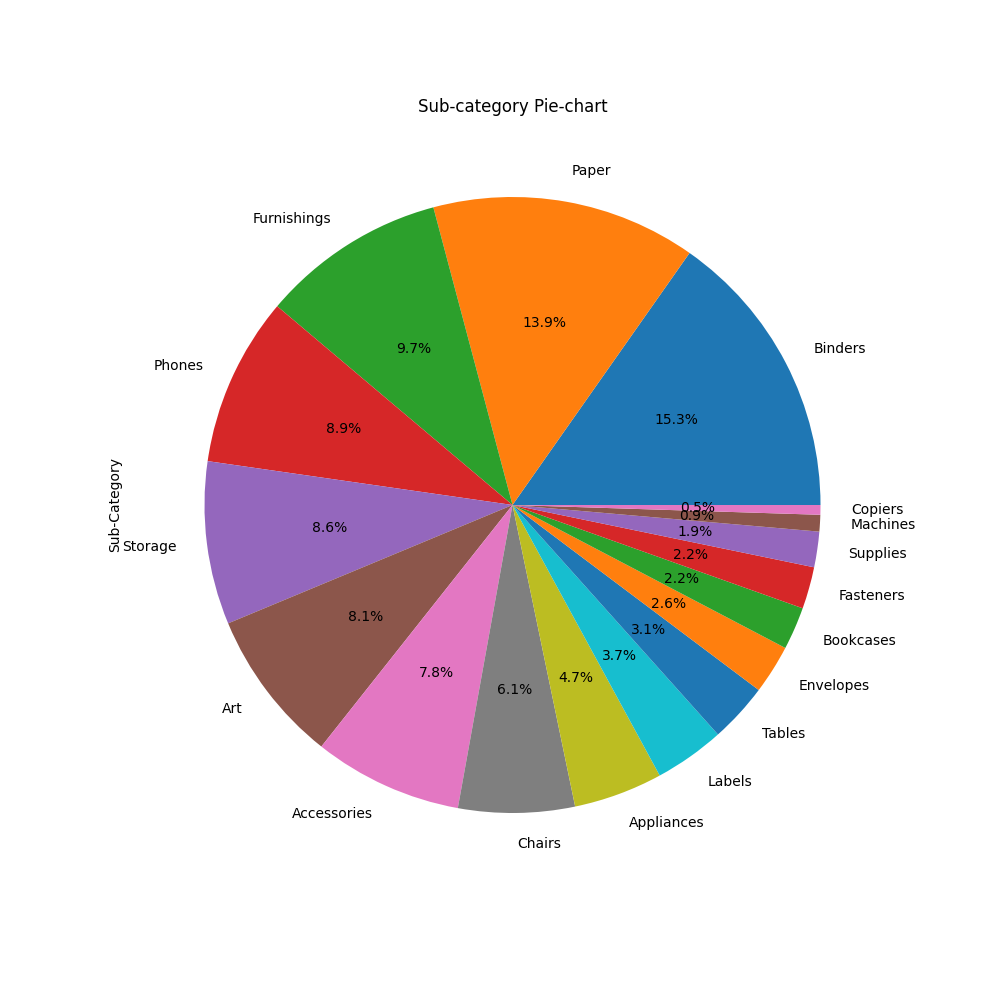 Sub-category Pie-chart
Paper
Furnishings
Phones
Binders
13.9%
9.7%
15.3%
8.9%
Sub-Category
Storage
8.6%
0.5%
Copiers
0.9%
Machines
1.9%
Supplies
2.2%
Fasteners
2.2%
Bookcases
2.6%
Envelopes
3.1%
Tables
3.7%
Labels
4.7%
Appliances
6.1%
Chairs
7.8%
Accessories
8.1%
Art